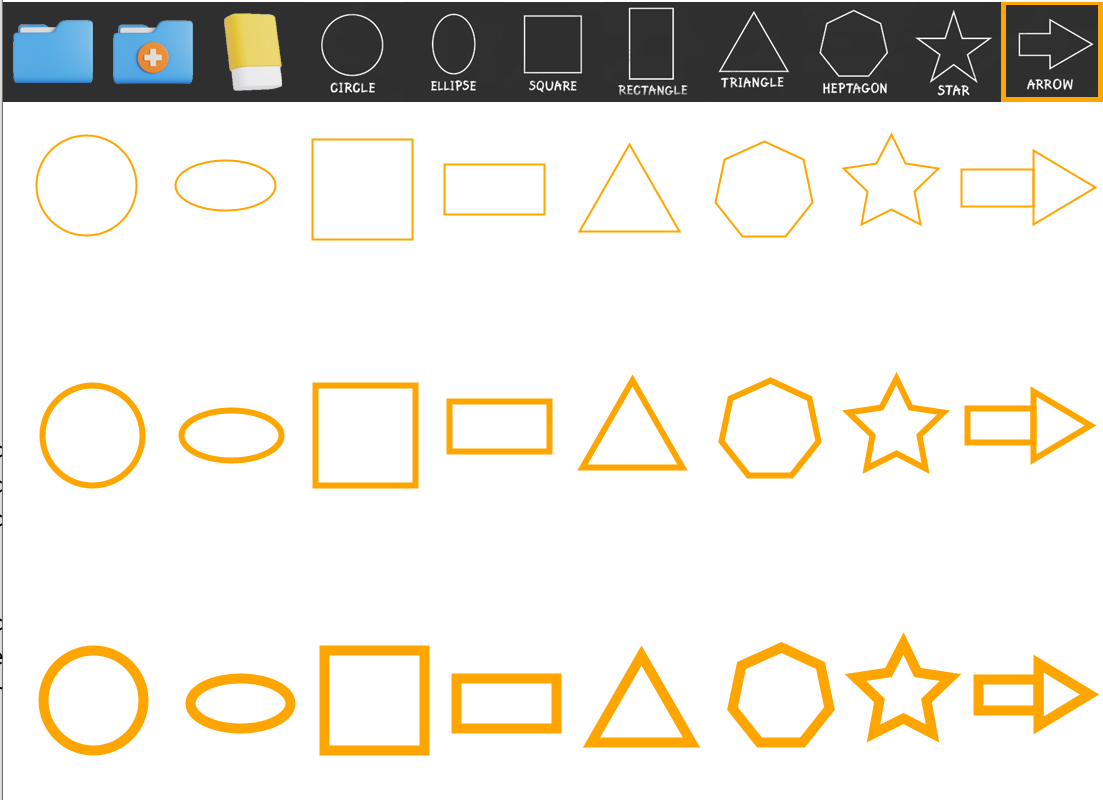 CIRCLE
ELLIPSE
SQUARE
RECTANGLE
TRIANGLE
HEPTAGON
STAR
ARROW